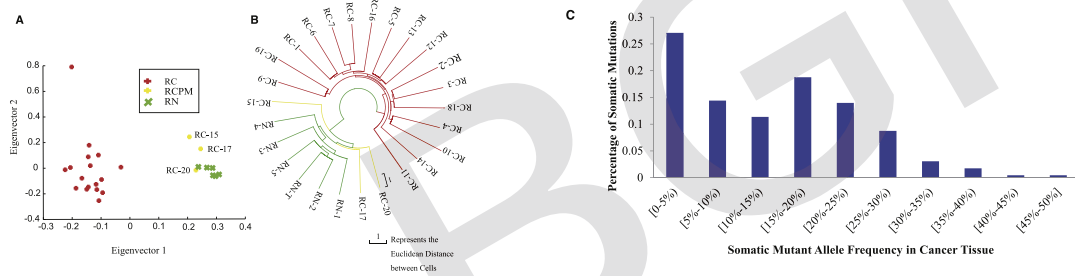 A
Eigenvector 2
0.8
0.6
0.4
0.2
0
-0.2
-0.4
-0.3
-0.2
-0.1
0
0.1
0.2
0.3
0.4
Eigenvector 1
RC
RCPM
RN
RC-15
RC-17
RC-20
B
RC-19
RC-1
RC-6
RC-7
RC-8
RC-16
RC-5
RC-13
RC-12
RC-2
RC-3
RC-18
RC-4
RC-10
RC-14
RC-11
RC-20
RC-17
RN-1
RN-2
RN-T
RN-5
RN-3
RN-4
RC-15
RC-9
1
1 Represents the
Euclidean Distance
between Cells
C
Percentage of Somatic Mutations
0.3
0.25
0.2
0.15
0.1
0.05
0
[0-5%)
[5%-10%)
[10%-15%)
[15%-20%)
[20%-25%)
[25%-30%)
[30%-35%)
[35%-40%)
[40%-45%)
[45%-50%]
Somatic Mutant Allele Frequency in Cancer Tissue